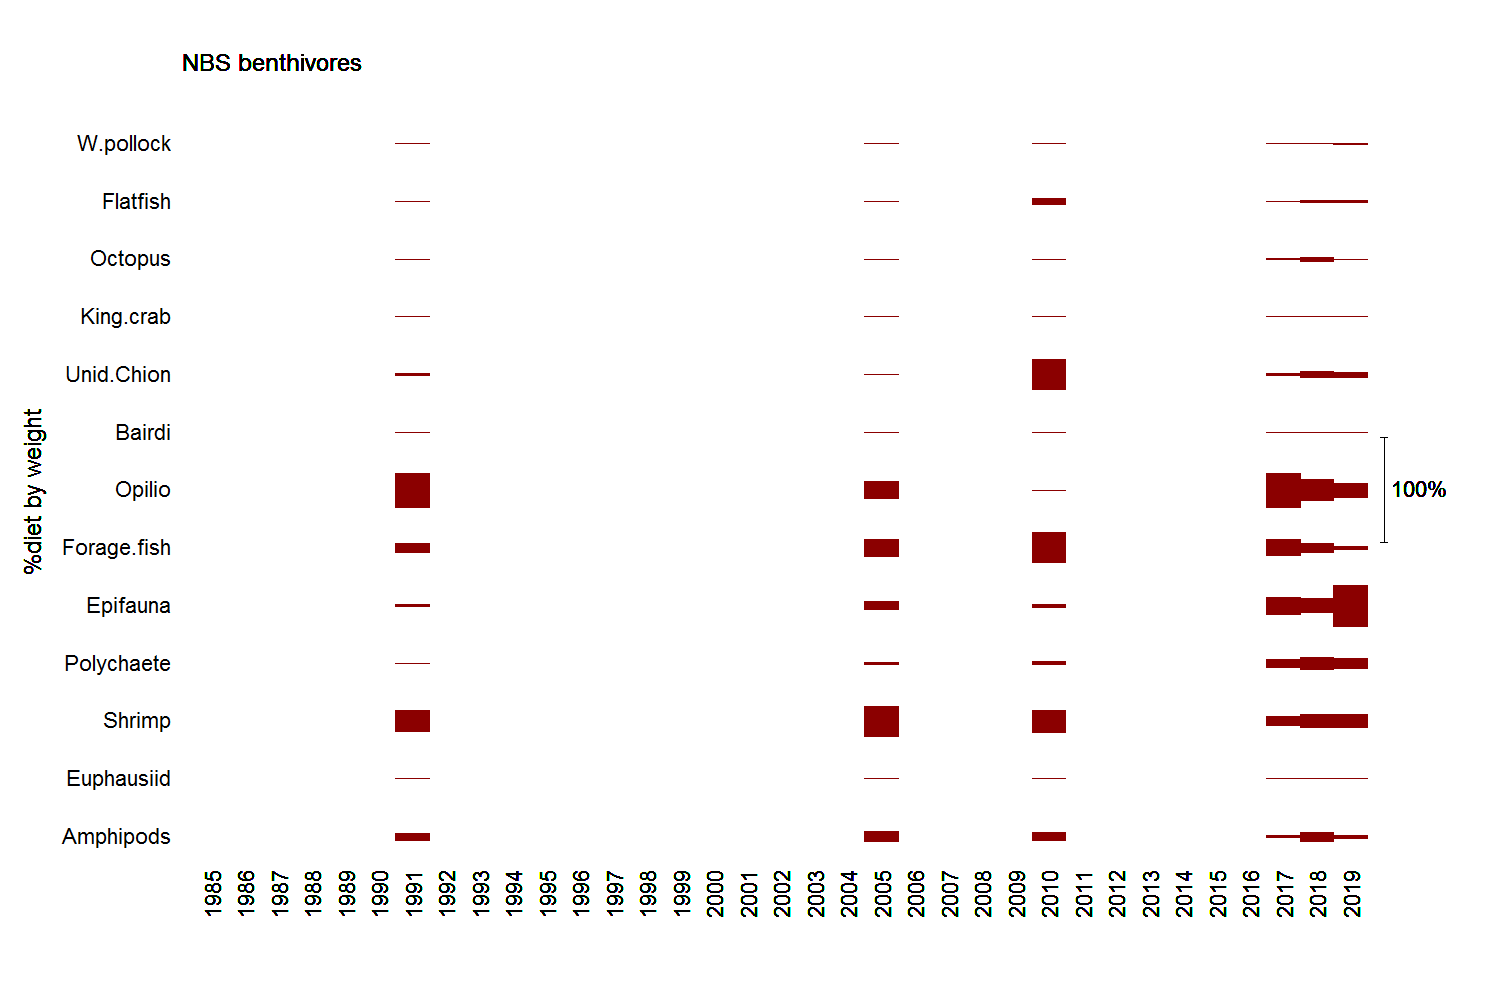 NBS benthivores
W.pollock
Flatfish
Octopus
King.crab
Unid.Chion
Bairdi
Opilio
Forage.fish
Epifauna
Polychaete
Shrimp
Euphausiid
Amphipods
%diet by weight
100%
1985 1986 1987 1988 1989 1990 1991 1992 1993 1994 1995 1996 1997 1998 1999 2000 2001 2002 2003 2004 2005 2006 2007 2008 2009 2010 2011 2012 2013 2014 2015 2016 2017 2018 2019